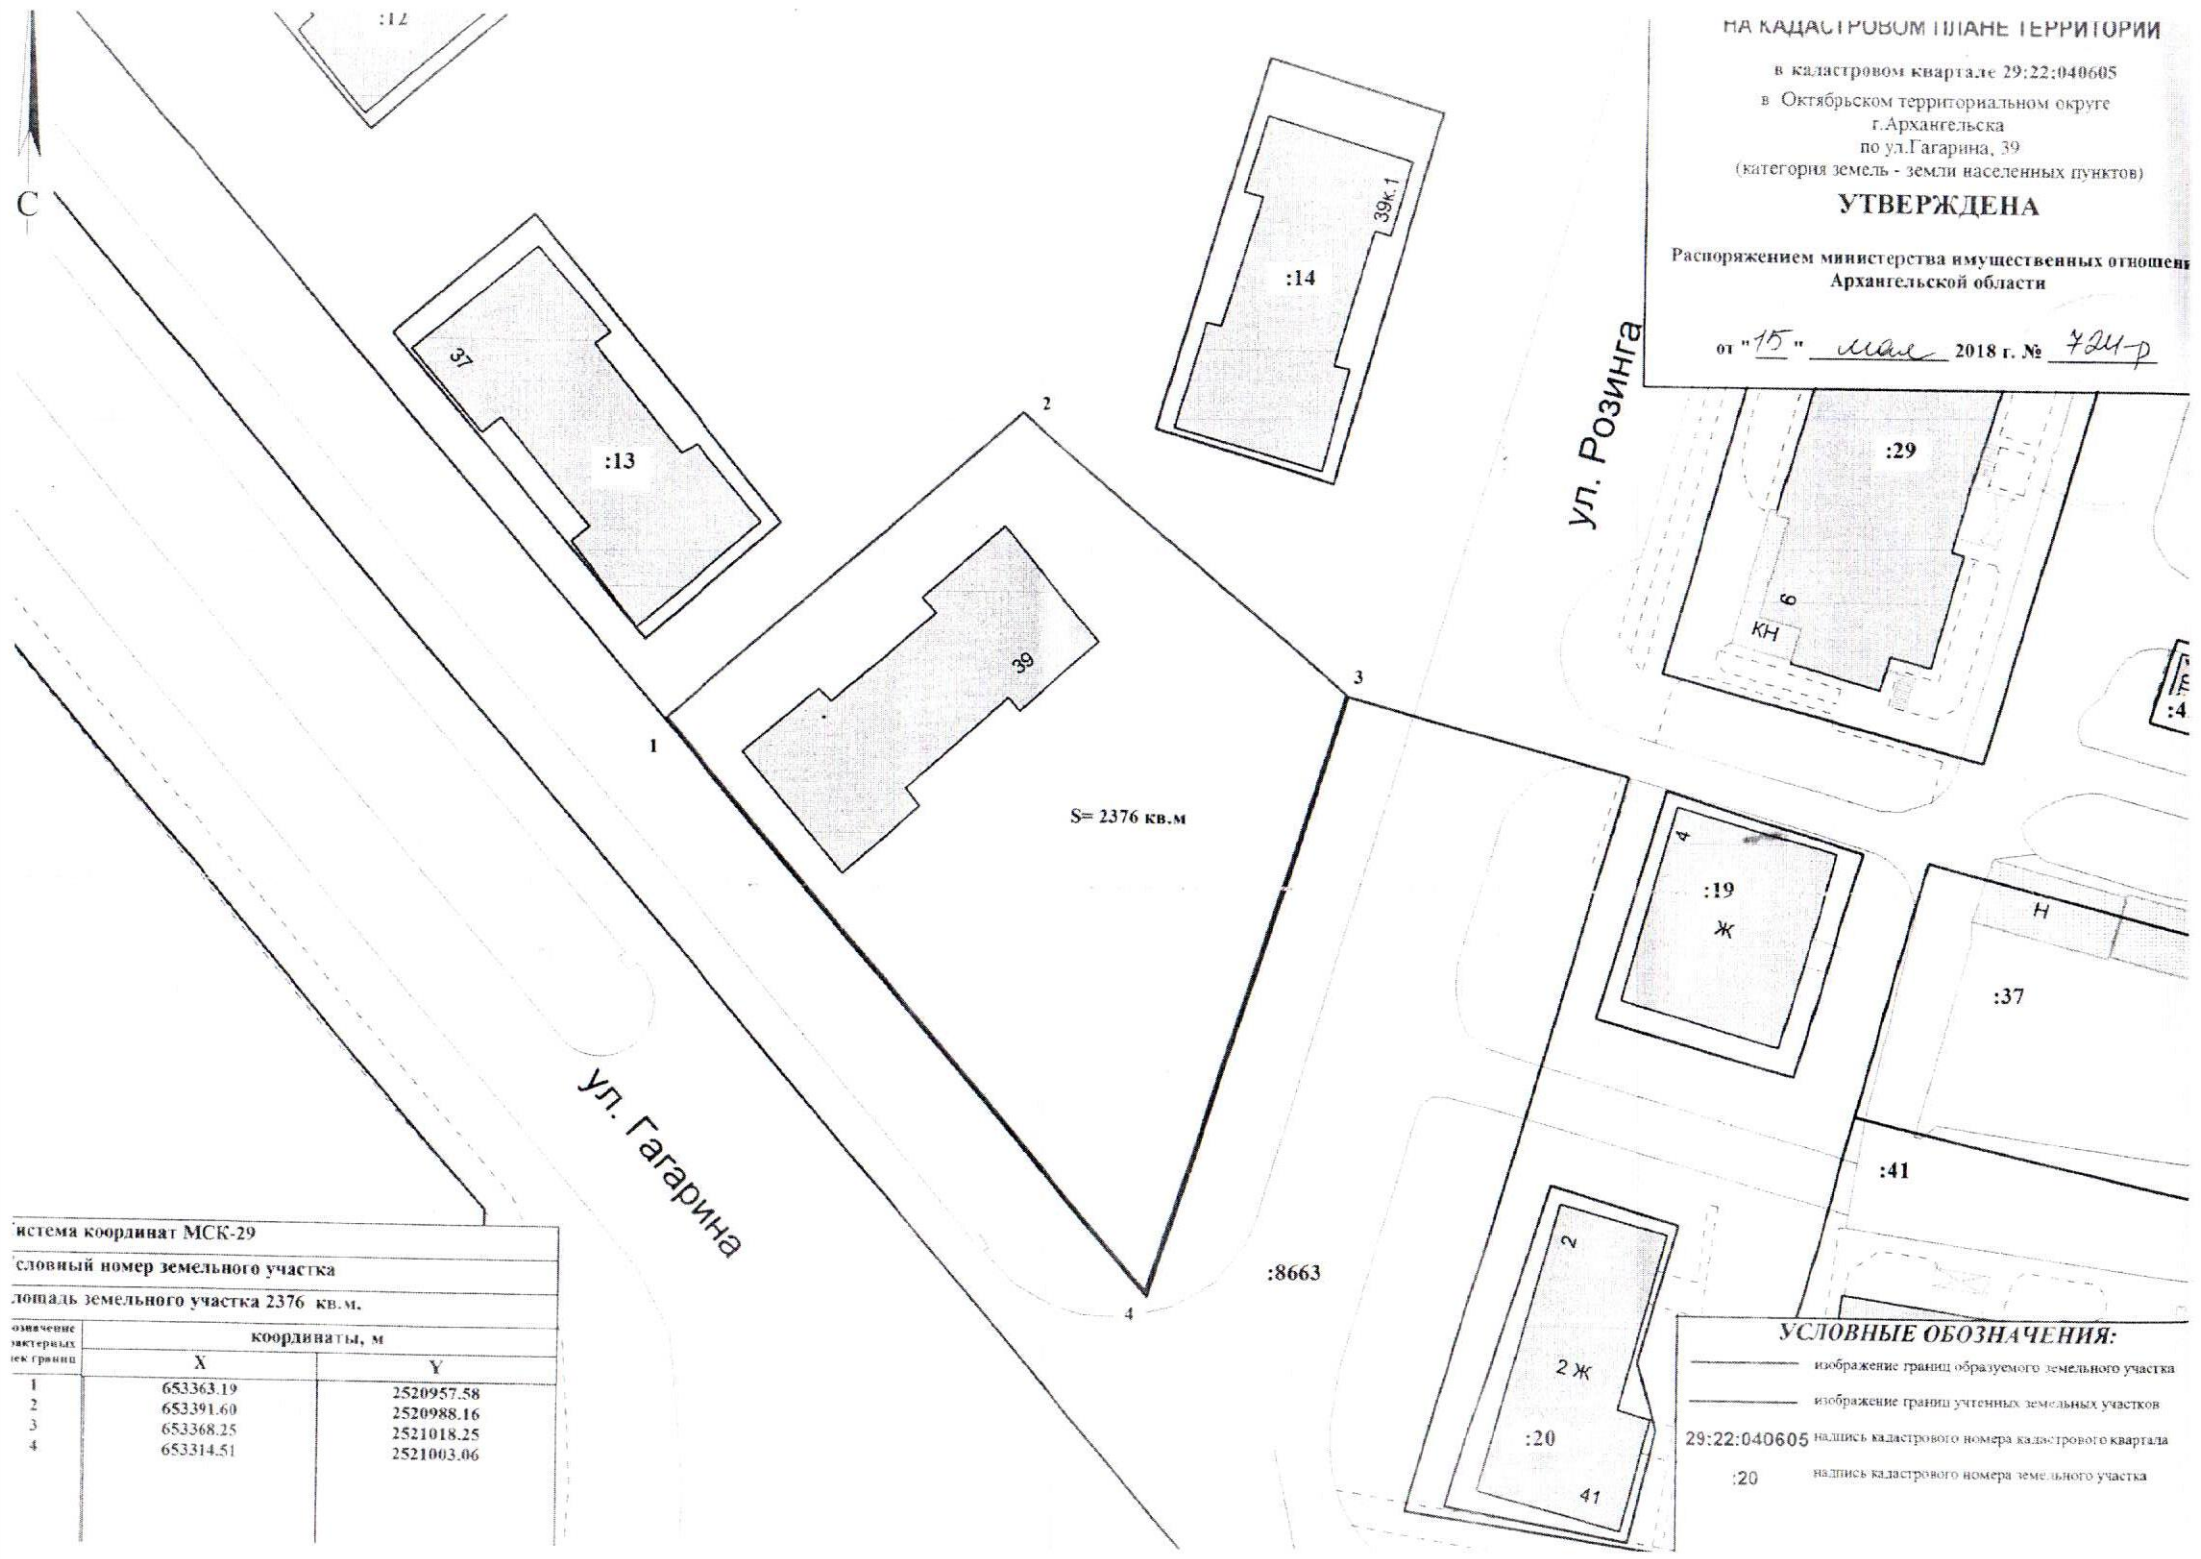 :12
С
НА КАДАСТРОВОМ ПЛАНЕ ТЕРРИТОРИИ
в кадастровом квартале 29:22:040605
в Октябрьском территориальном округе
г.Архангельска
по ул.Гагарина, 39
(категория земель - земли населенных пунктов)
УТВЕРЖДЕНА
Распоряжением министерства имущественных отношени
Архангельской области
от "15" мая 2018 г. №
39к.1
:14
37
:13
ул. Розинга
:29
6
КН
2
39
3
1
S= 2376 кв.м
:4
4
:19
Ж
Н
:37
:41
ул. Гагарина
:8663
4
2
2 Ж
:20
41
истема координат МСК-29
словный номер земельного участка
лощадь земельного участка 2376 кв.м.
означение
рактерных
чек границ
координаты, м
X Y
1 653363.19 2520957.58
2 653391.60 2520988.16
3 653368.25 2521018.25
4 653314.51 2521003.06
УСЛОВНЫЕ ОБОЗНАЧЕНИЯ:
изображение границ образуемого земельного участка
изображение границ учтенных земельных участков
29:22:040605 надпись кадастрового номера кадастрового квартала
:20 надпись кадастрового номера земельного участка